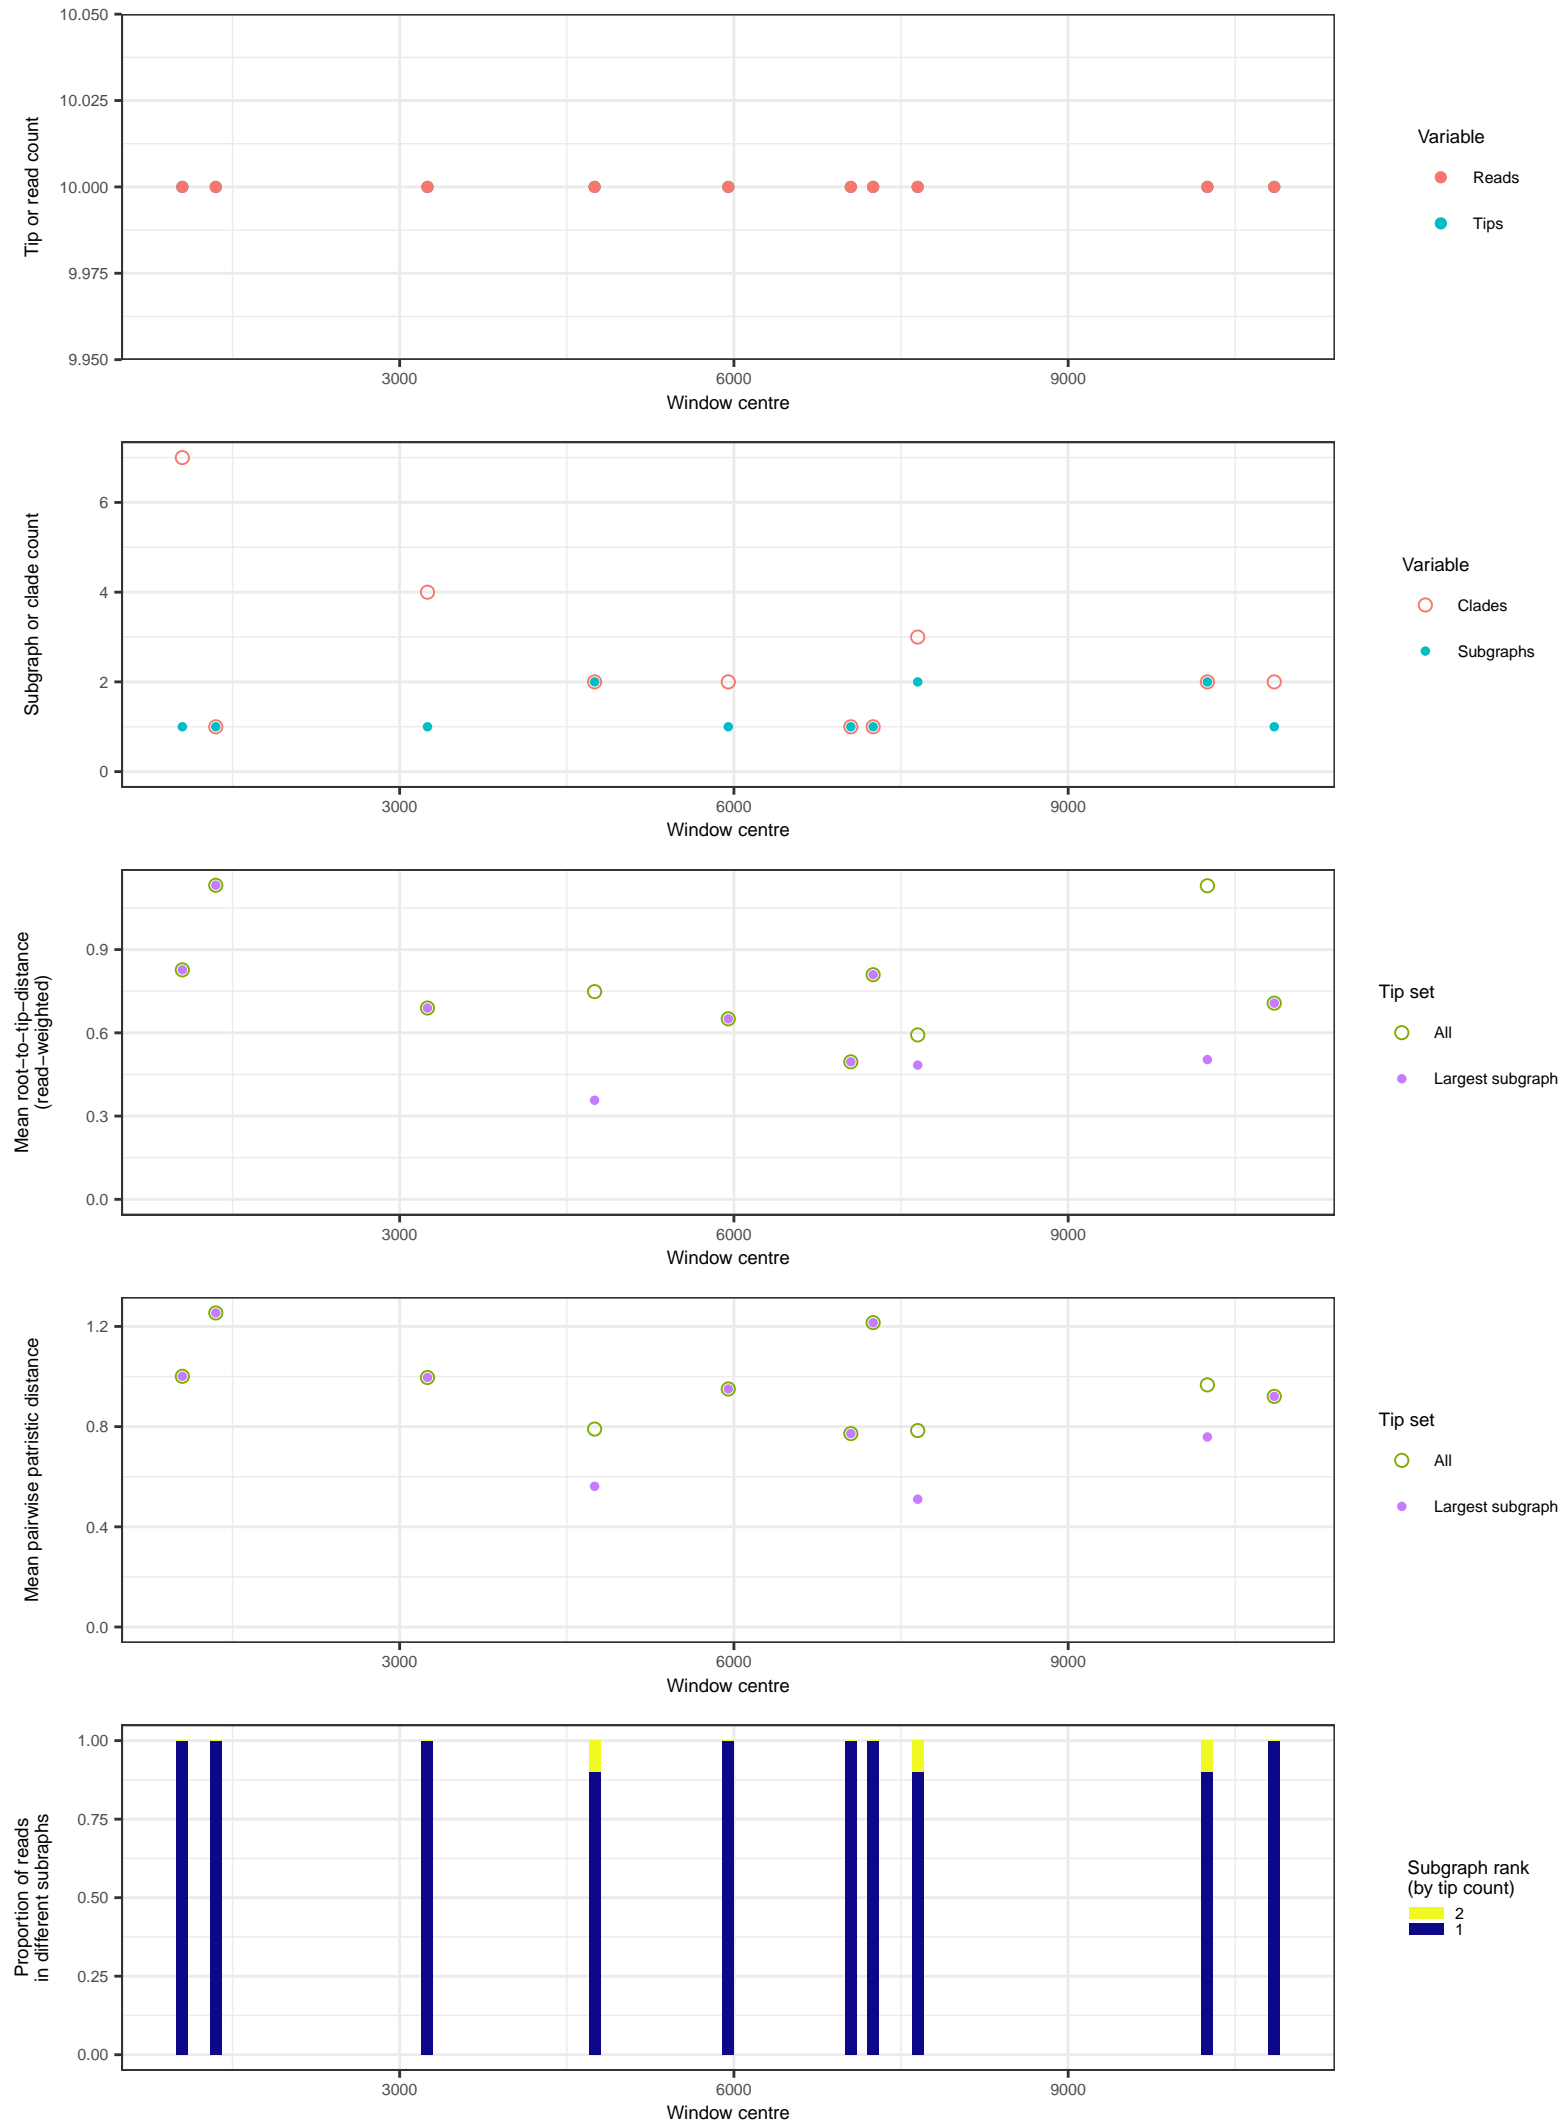 10.050
10.025
10.000
9.975
9.950
Tip or read count
3000
6000
9000
Window centre
Variable
Reads
Tips
6
4
2
0
Subgraph or clade count
3000
6000
9000
Window centre
Variable
Clades
Subgraphs
0.9
0.6
0.3
0.0
Mean root−to−tip−distance
(read−weighted)
3000
6000
9000
Window centre
Tip set
All
Largest subgraph
1.2
0.8
0.4
0.0
Mean pairwise patristic distance
3000
6000
9000
Window centre
Tip set
All
Largest subgraph
1.00
0.75
0.50
0.25
0.00
Proportion of reads
in different subraphs
3000
6000
9000
Window centre
Subgraph rank
(by tip count)
2
1